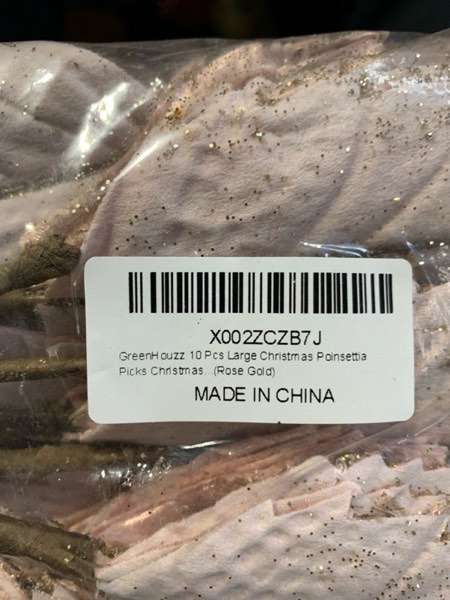 X002ZCZB7J
GreenHouzz 10 Pcs Large Christmas Poinsettia
Picks Christmas...(Rose Gold)
MADE IN CHINA